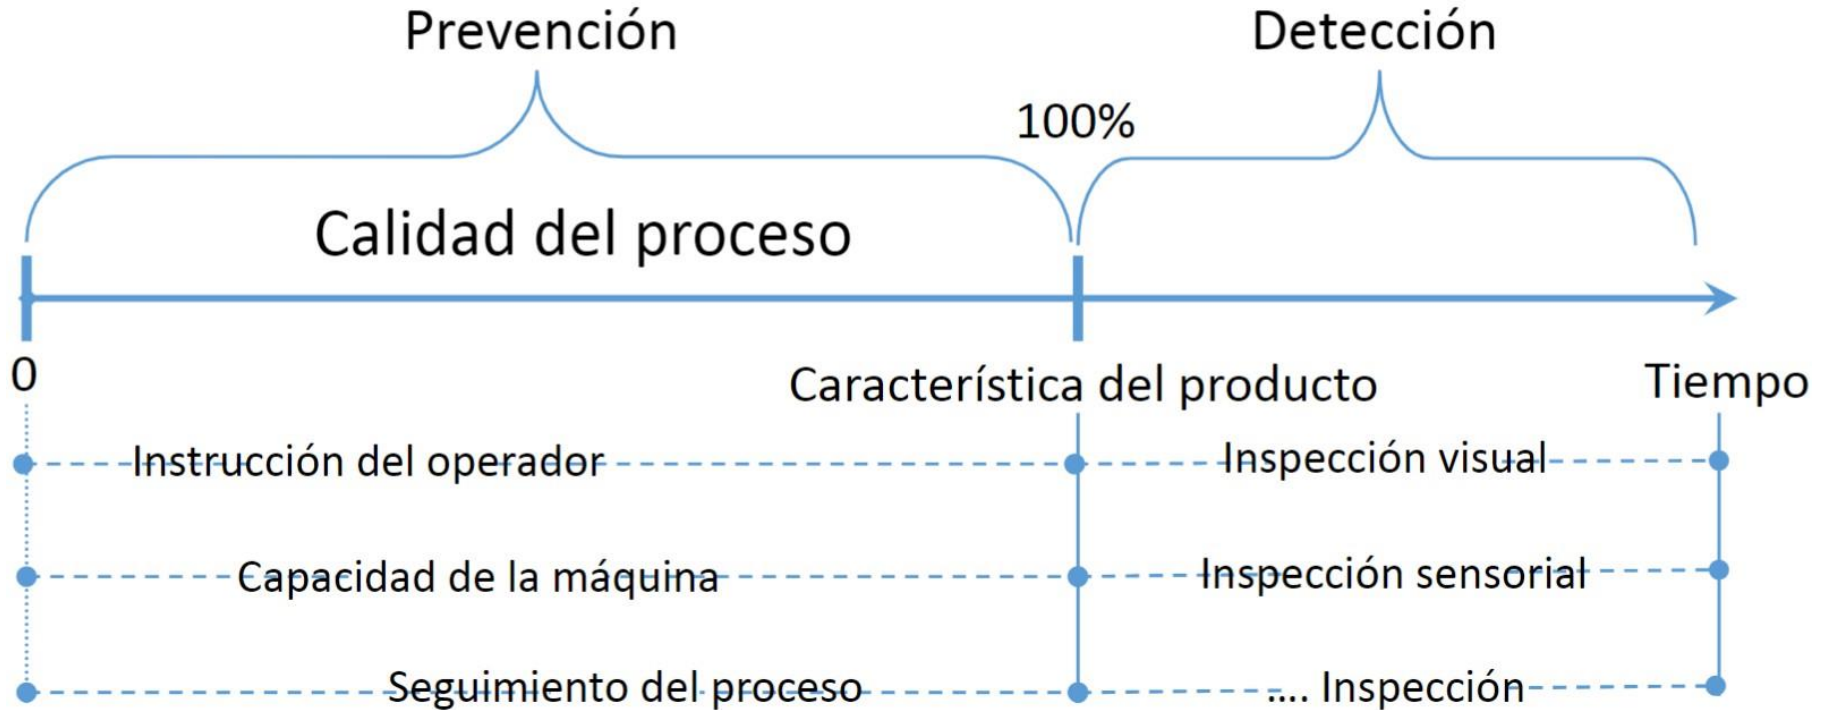 Prevención
Detección
100%
Calidad del proceso
0
Característica del producto
Tiempo
Instrucción del operador
Inspección visual
Capacidad de la máquina
Inspección sensorial
Seguimiento del proceso
.... Inspección